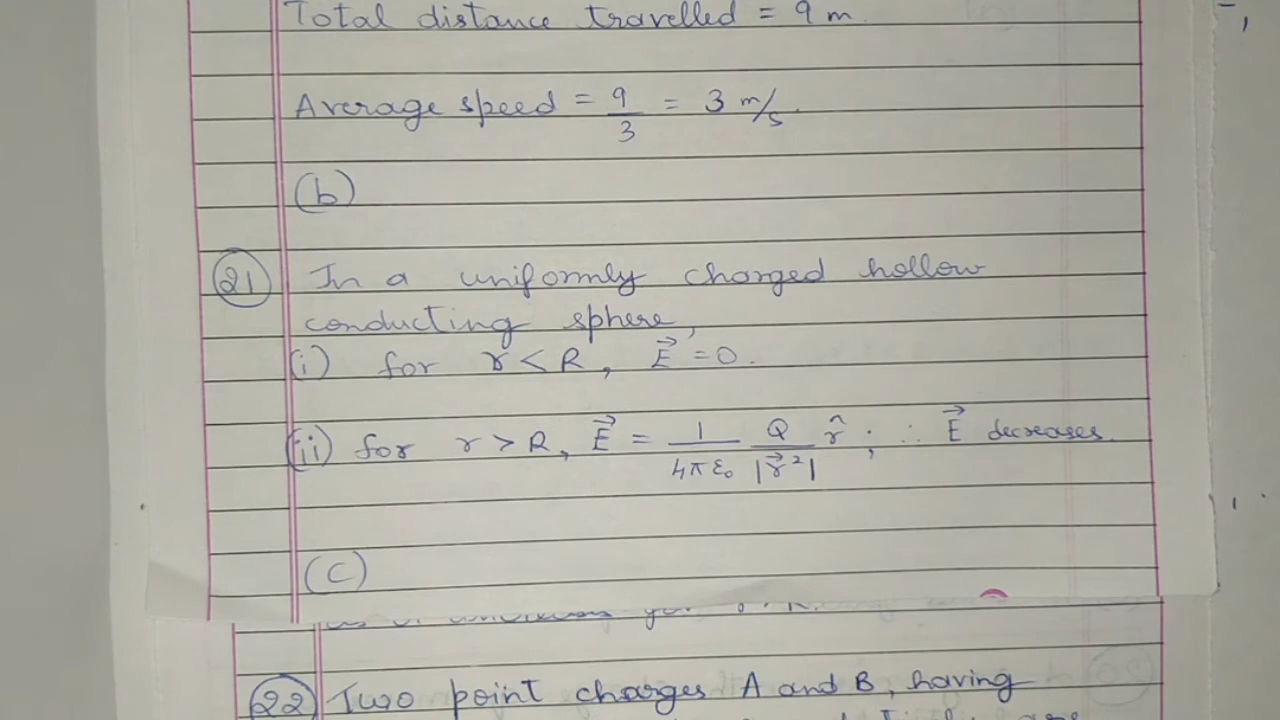 Total distance travelled = 9 m.
Average speed = 9/3 = 3 m/s.
(b)
(21) In a uniformly charged hollow
conducting sphere,
(i) for r < R, E⃗ = 0.
(ii) for r > R, E⃗ = 1/4πε₀ Q/|r⃗²| r̂ ; ∴ E⃗ decreases.
(c)
(22) Two point charges A and B, having